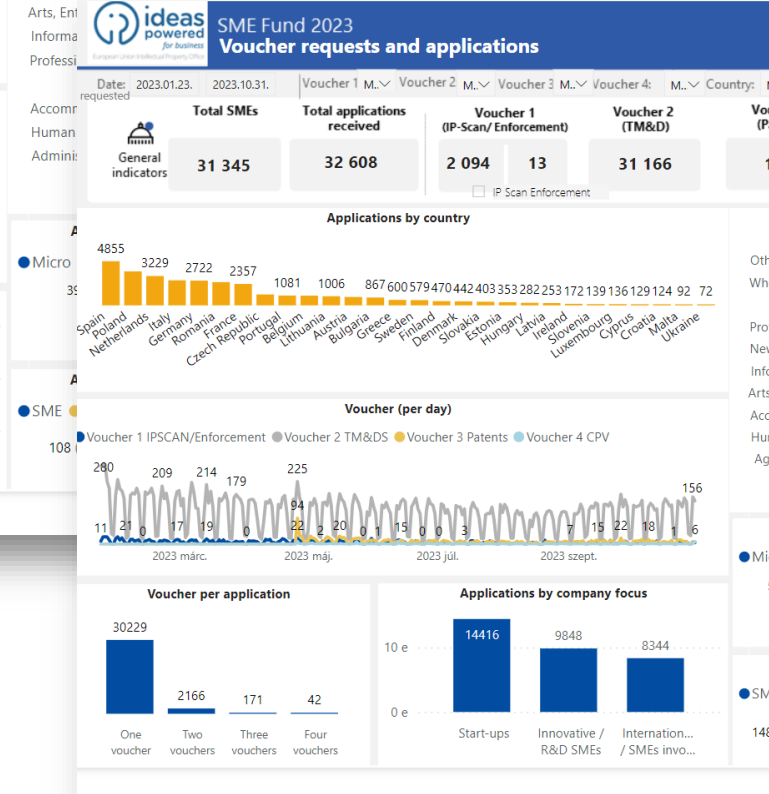 Arts, Ent
Informa
Professi
Accomm
Human
Adminis
A
Micro
39
A
SME
108
ideas
powered
for business
European Union Intellectual Property Office
SME Fund 2023
Voucher requests and applications
Date: 2023.01.23. 2023.10.31. Voucher 1 M.. Voucher 2 M.. Voucher 3 M.. Voucher 4: M.. Country:
requested
General
indicators
Total SMEs
31 345
Total applications
received
32 608
Voucher 1
(IP-Scan/ Enforcement)
2 094 13
IP Scan Enforcement
Voucher 2
(TM&D)
31 166
Vo
(P
1
Applications by country
4855 3229 2722 2357 1081 1006 867 600 579 470 442 403 353 282 253 172 139 136 129 124 92 72
Spain Poland Netherlands Italy Germany Romania France Czech Republic Portugal Belgium Lithuania Austria Bulgaria Greece Sweden Finland Denmark Slovakia Estonia Hungary Latvia Ireland Slovenia Luxembourg Cyprus Croatia Malta Ukraine
Voucher (per day)
Voucher 1 IPSCAN/Enforcement Voucher 2 TM&DS Voucher 3 Patents Voucher 4 CPV
280 209 214 179 225 94 156
11 21 0 17 19 0 22 2 20 0 1 15 0 0 3 7 15 22 18 1 6
2023 márc. 2023 máj. 2023 júl. 2023 szept.
Voucher per application
30229
2166
171
42
One
voucher
Two
vouchers
Three
vouchers
Four
vouchers
Applications by company focus
10 e
0 e
14416
9848
8344
Start-ups
Innovative /
R&D SMEs
Internation...
/ SMEs invo...
Oth
Who
Pro
New
Info
Arts
Acc
Hu
Ag
Mi
SM
148